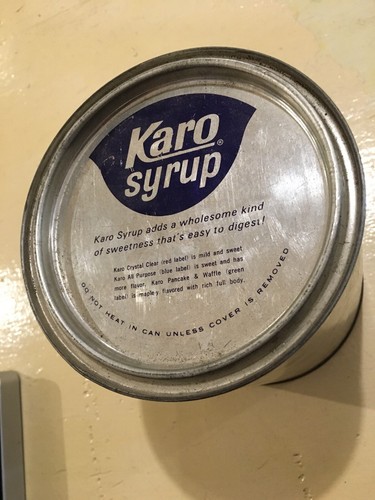 Karo®
syrup
Karo Syrup adds a wholesome kind
of sweetness that's easy to digest!
Karo Crystal Clear (red label) is mild and sweet
Karo All Purpose (blue label) is sweet and has
more flavor. Karo Pancake & Waffle (green
label) is mapley flavored with rich full body.
DO NOT HEAT IN CAN UNLESS COVER IS REMOVED